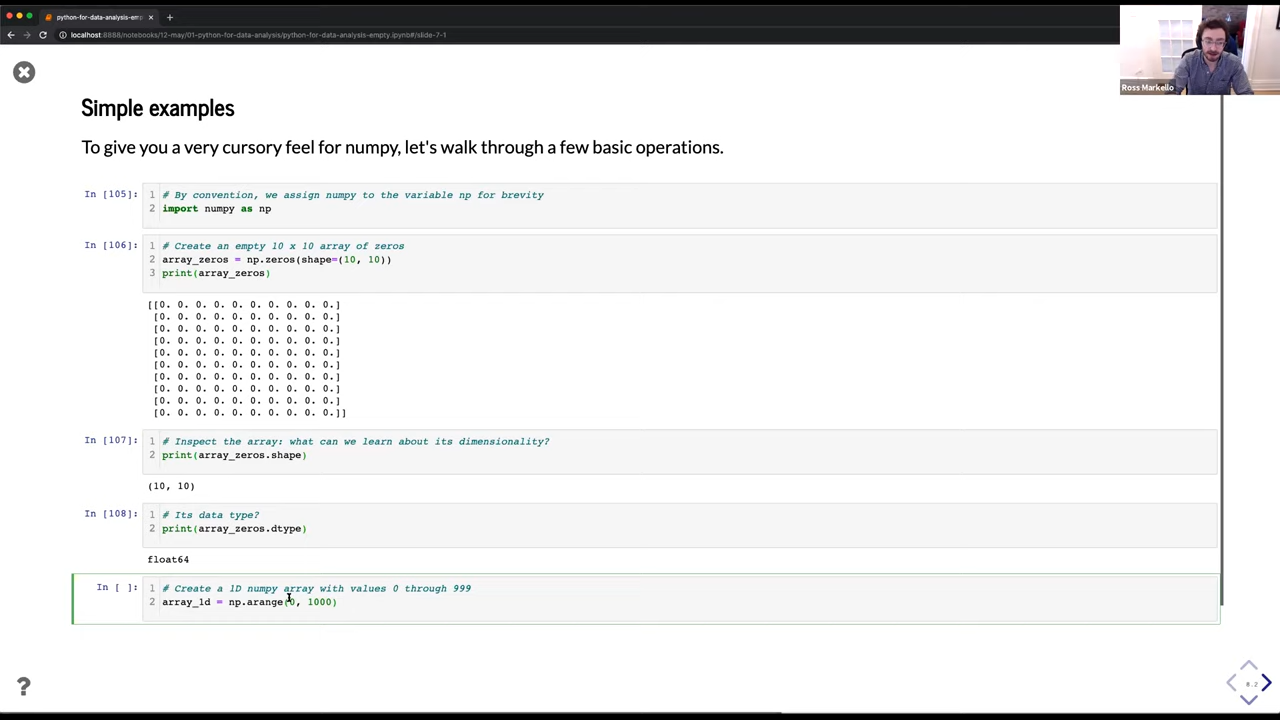 python-for-data-analysis-em
localhost:8888/notebooks/12-may/01-python-for-data-analysis/python-for-data-analysis-empty.ipynb#/slide-7-1
Ross Markello
Simple examples
To give you a very cursory feel for numpy, let's walk through a few basic operations.
In [105]:
1 # By convention, we assign numpy to the variable np for brevity
2 import numpy as np
In [106]:
1 # Create an empty 10 x 10 array of zeros
2 array_zeros = np.zeros(shape=(10, 10))
3 print(array_zeros)
[[0. 0. 0. 0. 0. 0. 0. 0. 0. 0.]
[0. 0. 0. 0. 0. 0. 0. 0. 0. 0.]
[0. 0. 0. 0. 0. 0. 0. 0. 0. 0.]
[0. 0. 0. 0. 0. 0. 0. 0. 0. 0.]
[0. 0. 0. 0. 0. 0. 0. 0. 0. 0.]
[0. 0. 0. 0. 0. 0. 0. 0. 0. 0.]
[0. 0. 0. 0. 0. 0. 0. 0. 0. 0.]
[0. 0. 0. 0. 0. 0. 0. 0. 0. 0.]
[0. 0. 0. 0. 0. 0. 0. 0. 0. 0.]
[0. 0. 0. 0. 0. 0. 0. 0. 0. 0.]]
In [107]:
1 # Inspect the array: what can we learn about its dimensionality?
2 print(array_zeros.shape)
(10, 10)
In [108]:
1 # Its data type?
2 print(array_zeros.dtype)
float64
In [ ]:
1 # Create a 1D numpy array with values 0 through 999
2 array_1d = np.arange(0, 1000)
?
8.2